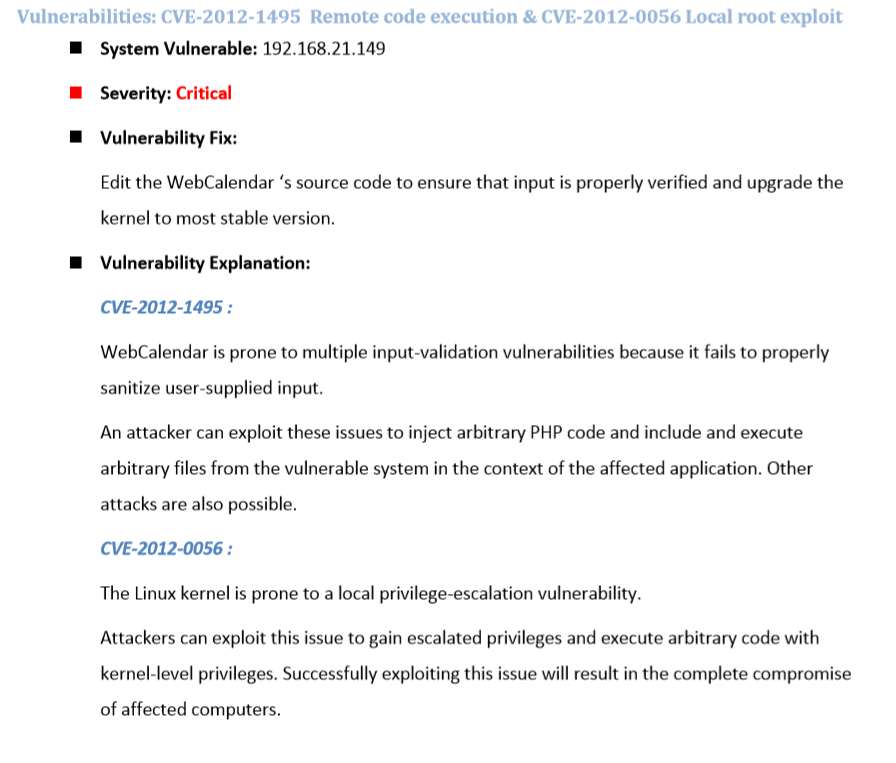 Vulnerabilities: CVE-2012-1495 Remote code execution & CVE-2012-0056 Local root exploit
System Vulnerable: 192.168.21.149
Severity: Critical
Vulnerability Fix:
Edit the WebCalendar ‘s source code to ensure that input is properly verified and upgrade the
kernel to most stable version.
Vulnerability Explanation:
CVE-2012-1495 :
WebCalendar is prone to multiple input-validation vulnerabilities because it fails to properly
sanitize user-supplied input.
An attacker can exploit these issues to inject arbitrary PHP code and include and execute
arbitrary files from the vulnerable system in the context of the affected application. Other
attacks are also possible.
CVE-2012-0056 :
The Linux kernel is prone to a local privilege-escalation vulnerability.
Attackers can exploit this issue to gain escalated privileges and execute arbitrary code with
kernel-level privileges. Successfully exploiting this issue will result in the complete compromise
of affected computers.